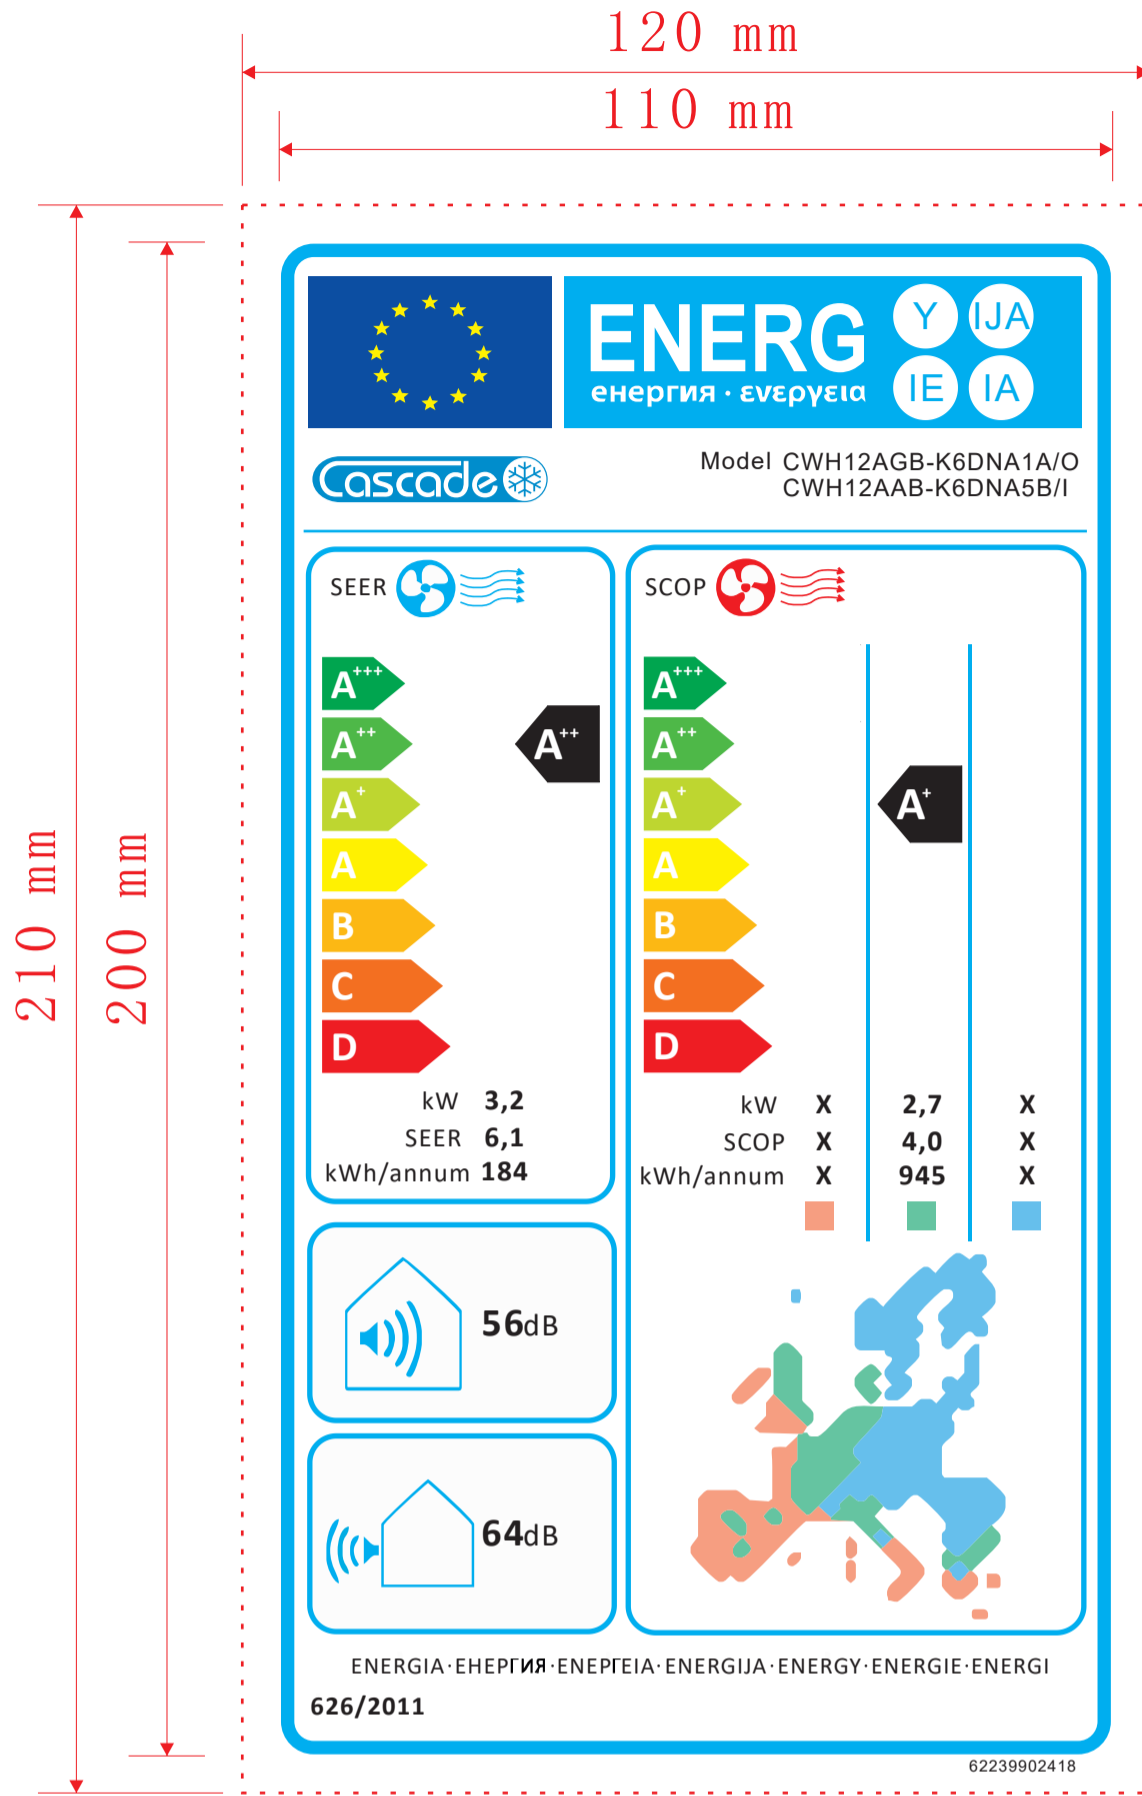 120 mm
110 mm
210 mm
200 mm
ENERG
енергия · ενεργεια
Y IJA
IE IA
Cascade
Model CWH12AGB-K6DNA1A/O
CWH12AAB-K6DNA5B/I
SEER
A+++
A++
A+
A
B
C
D
A++
kW 3,2
SEER 6,1
kWh/annum 184
SCOP
A+++
A++
A+
A
B
C
D
A+
kW X 2,7 X
SCOP X 4,0 X
kWh/annum X 945 X
56dB
64dB
ENERGIA·ЕНЕРГИЯ·ΕΝΕΡΓΕΙΑ·ENERGIJA·ENERGY·ENERGIE·ENERGI
626/2011
62239902418